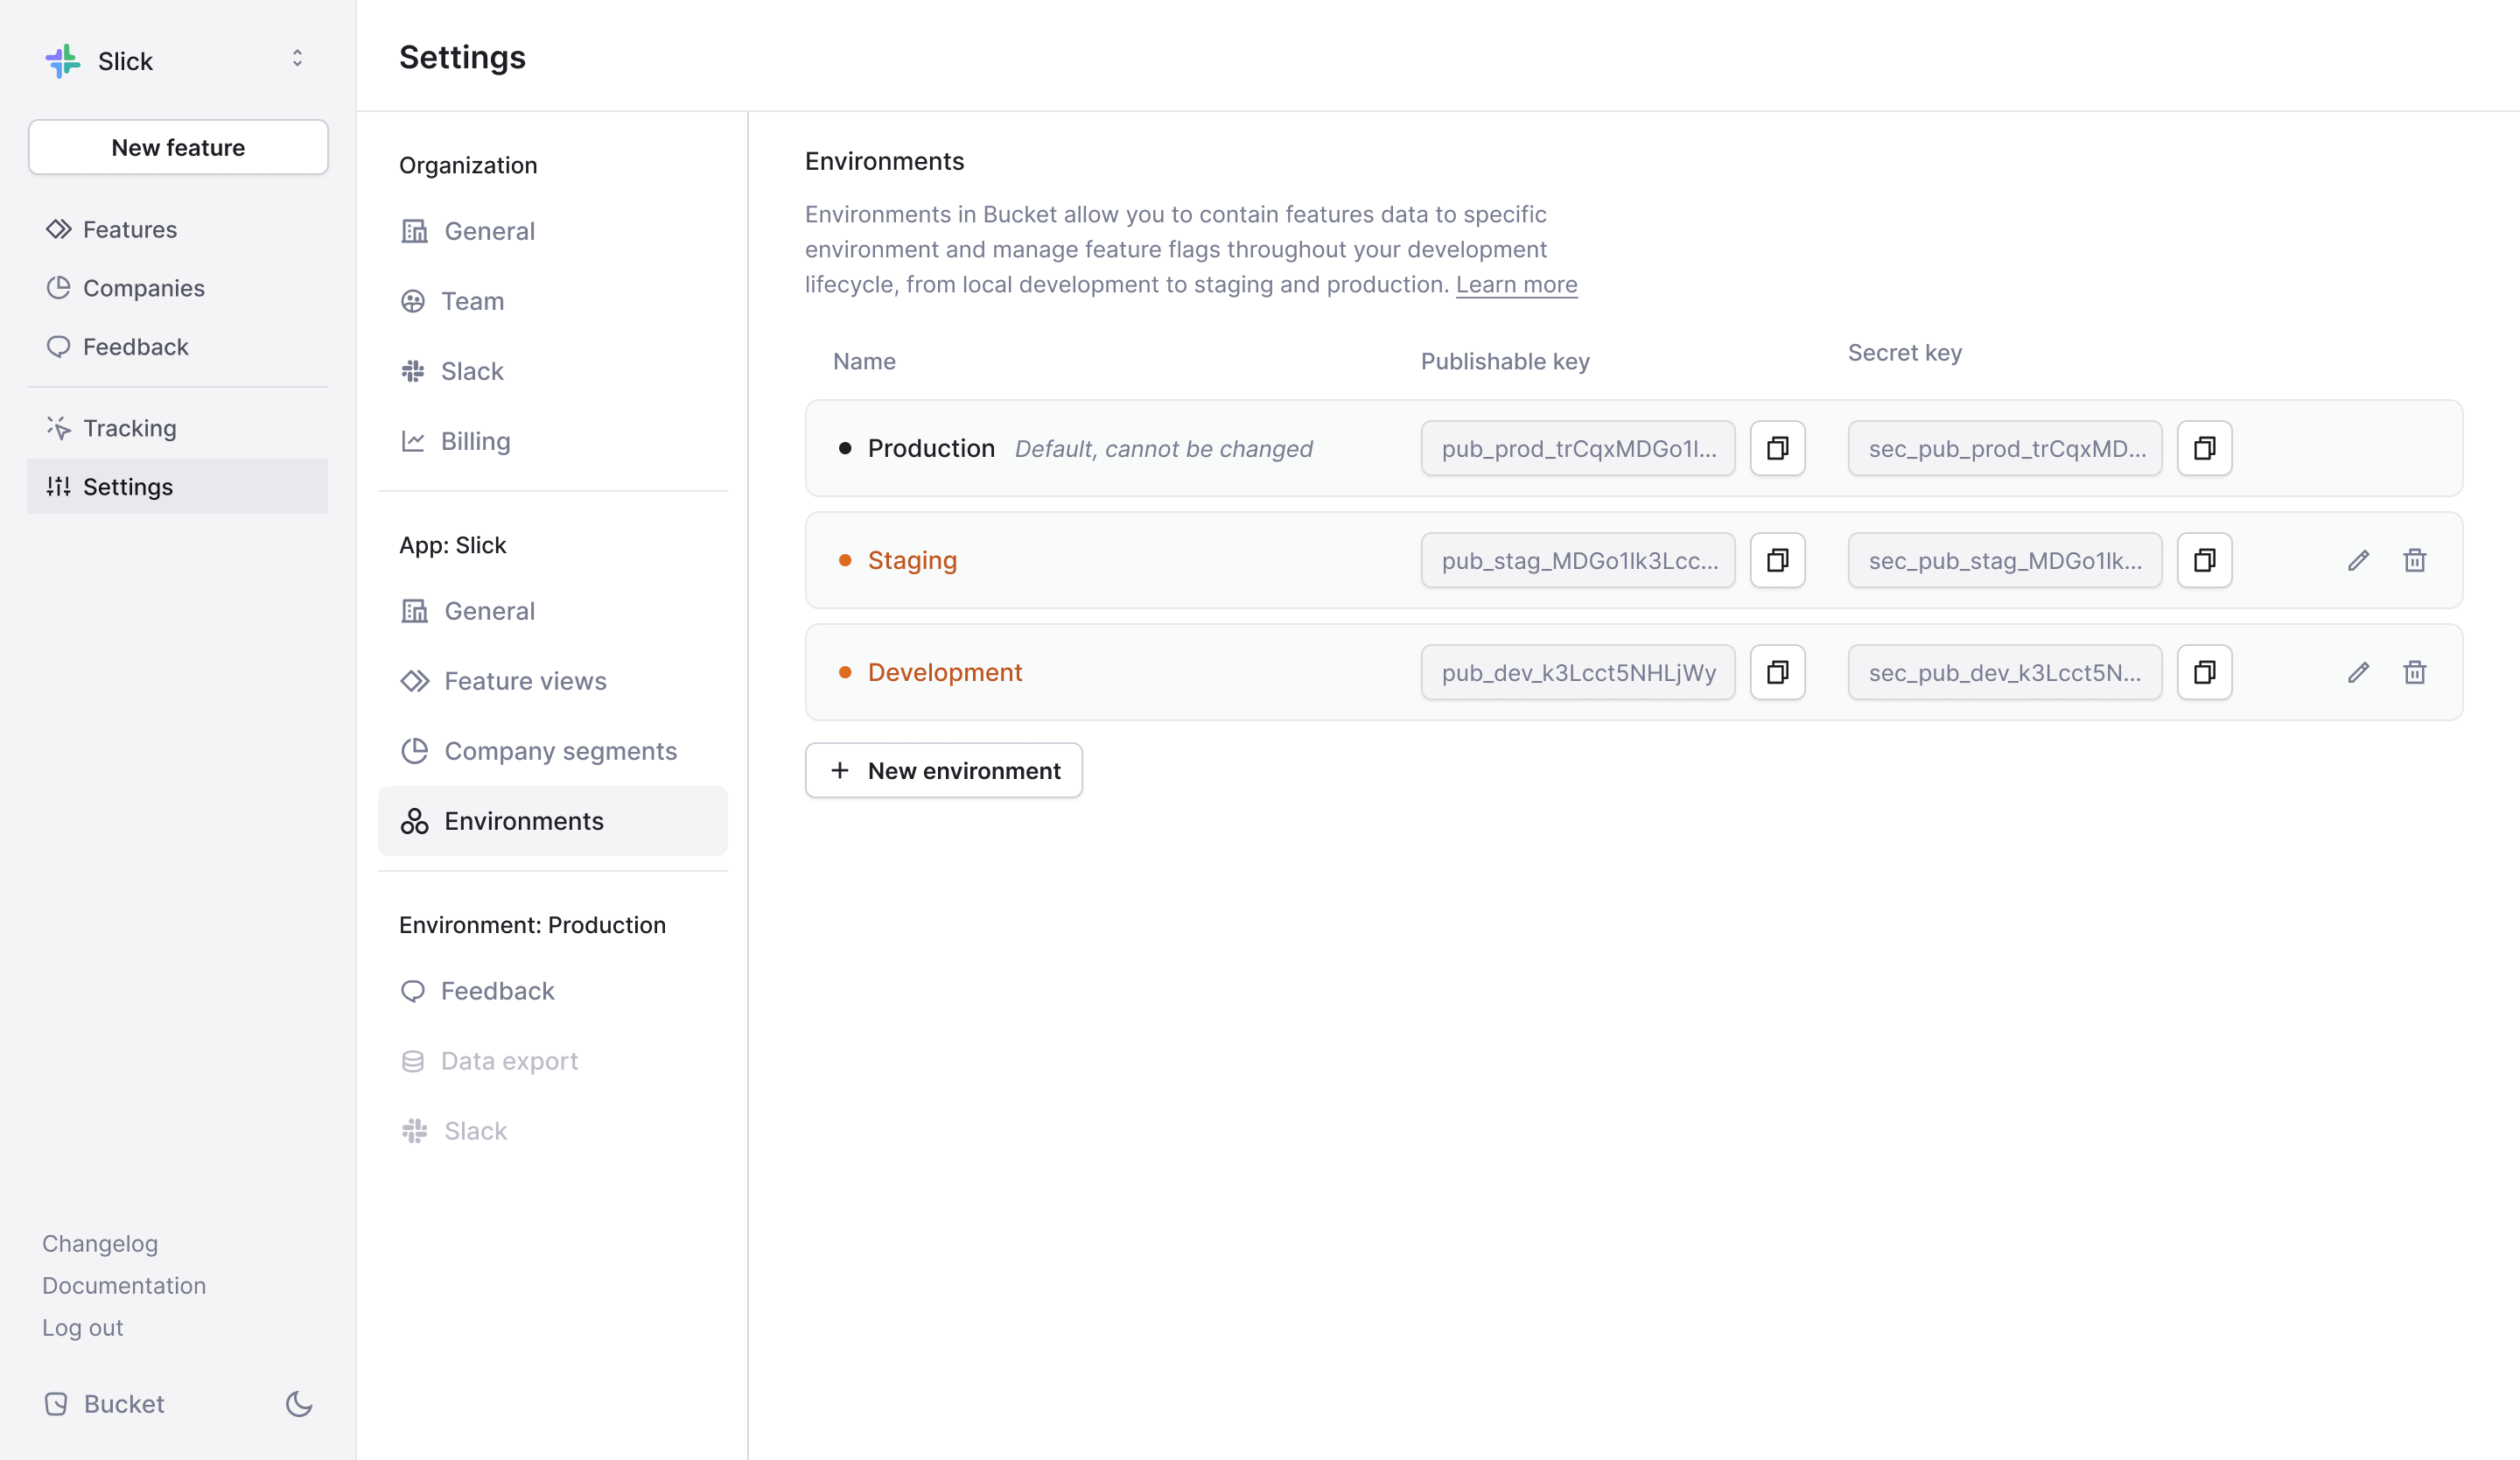 Slick
New feature
Features
Companies
Feedback
Tracking
Settings
Changelog
Documentation
Log out
Bucket
Settings
Organization
General
Team
Slack
Billing
App: Slick
General
Feature views
Company segments
Environments
Environment: Production
Feedback
Data export
Slack
Environments
Environments in Bucket allow you to contain features data to specific
environment and manage feature flags throughout your development
lifecycle, from local development to staging and production. Learn more
Name Publishable key Secret key
Production Default, cannot be changed pub_prod_trCqxMDGo1l... sec_pub_prod_trCqxMD...
Staging pub_stag_MDGo1lk3Lcc... sec_pub_stag_MDGo1lk...
Development pub_dev_k3Lcct5NHLjWy sec_pub_dev_k3Lcct5N...
New environment